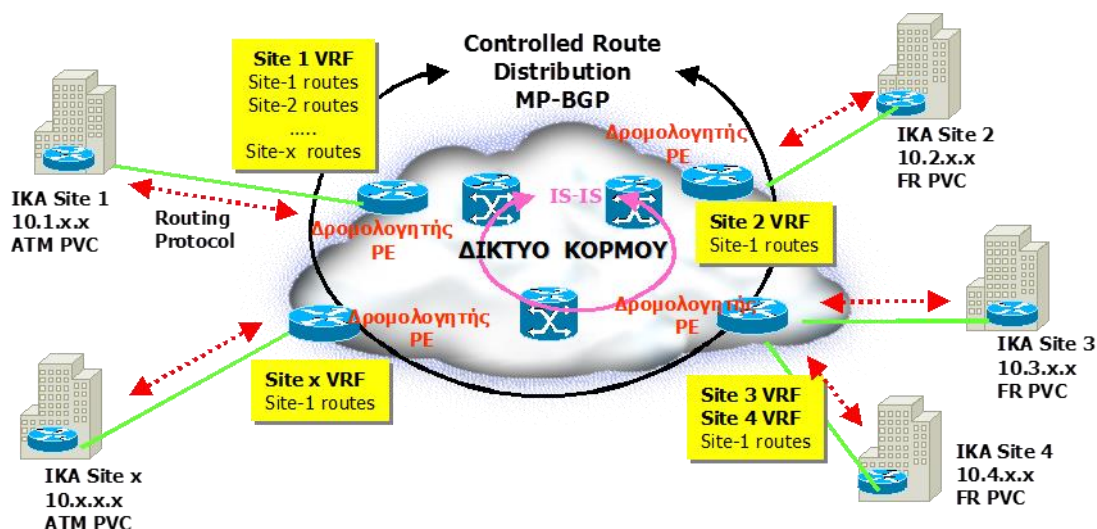 Controlled Route
Distribution
MP-BGP
Site 1 VRF
Site-1 routes
Site-2 routes
.....
Site-x routes
IKA Site 1
10.1.x.x
ATM PVC
Routing
Protocol
Δρομολογητής
PE
Δρομολογητής
PE
IS-IS
ΔΙΚΤΥΟ ΚΟΡΜΟΥ
IKA Site 2
10.2.x.x
FR PVC
Site 2 VRF
Site-1 routes
Δρομολογητής
PE
Δρομολογητής
PE
IKA Site 3
10.3.x.x
FR PVC
Site x VRF
Site-1 routes
Site 3 VRF
Site 4 VRF
Site-1 routes
IKA Site x
10.x.x.x
ATM PVC
IKA Site 4
10.4.x.x
FR PVC